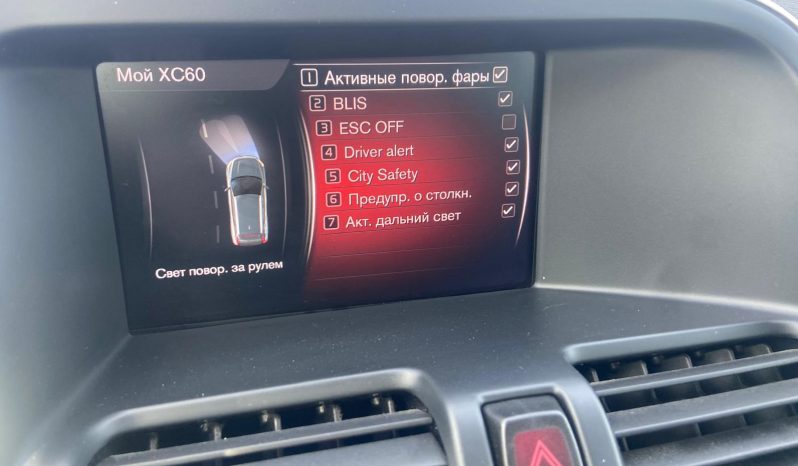 Мой XC60
1 Активные повор. фары
2 BLIS
3 ESC OFF
4 Driver alert
5 City Safety
6 Предупр. о столкн.
7 Акт. дальний свет
Свет повор. за рулем